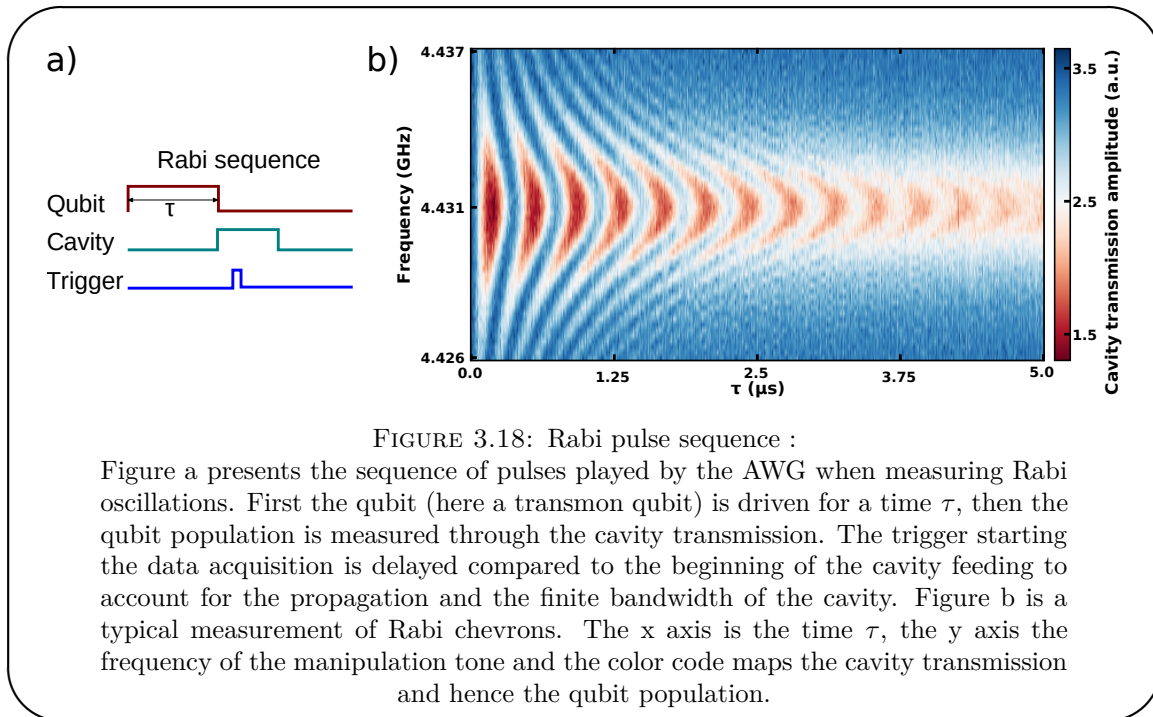 a)
Rabi sequence
Qubit
τ
Cavity
Trigger
b)
4.437
4.431
4.426
Frequency (GHz)
0.0
1.25
2.5
3.75
5.0
τ (μs)
3.5
2.5
1.5
Cavity transmission amplitude (a.u.)
FIGURE 3.18: Rabi pulse sequence :
Figure a presents the sequence of pulses played by the AWG when measuring Rabi
oscillations. First the qubit (here a transmon qubit) is driven for a time τ, then the
qubit population is measured through the cavity transmission. The trigger starting
the data acquisition is delayed compared to the beginning of the cavity feeding to
account for the propagation and the finite bandwidth of the cavity. Figure b is a
typical measurement of Rabi chevrons. The x axis is the time τ, the y axis the
frequency of the manipulation tone and the color code maps the cavity transmission
and hence the qubit population.